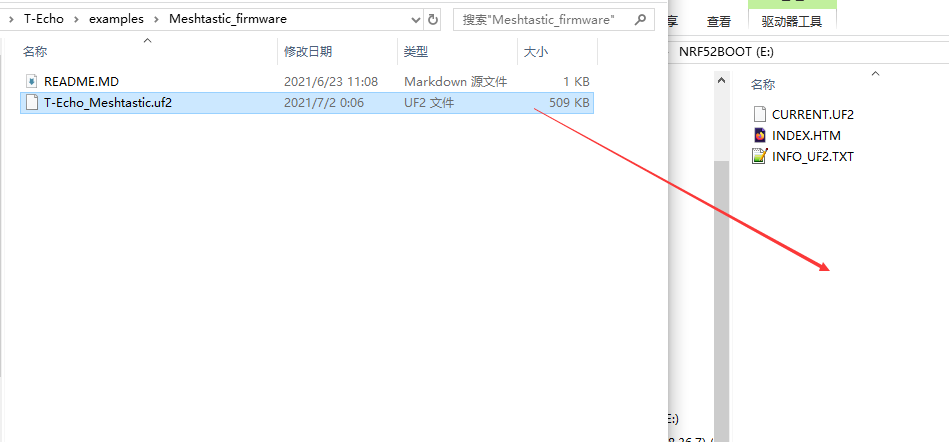 T-Echo > examples > Meshtastic_firmware
搜索"Meshtastic_firmware"
名称 修改日期 类型 大小
README.MD 2021/6/23 11:08 Markdown 源文件 1 KB
T-Echo_Meshtastic.uf2 2021/7/2 0:06 UF2 文件 509 KB
享 查看 驱动器工具
NRF52BOOT (E:)
名称
CURRENT.UF2
INDEX.HTM
INFO_UF2.TXT
E:)